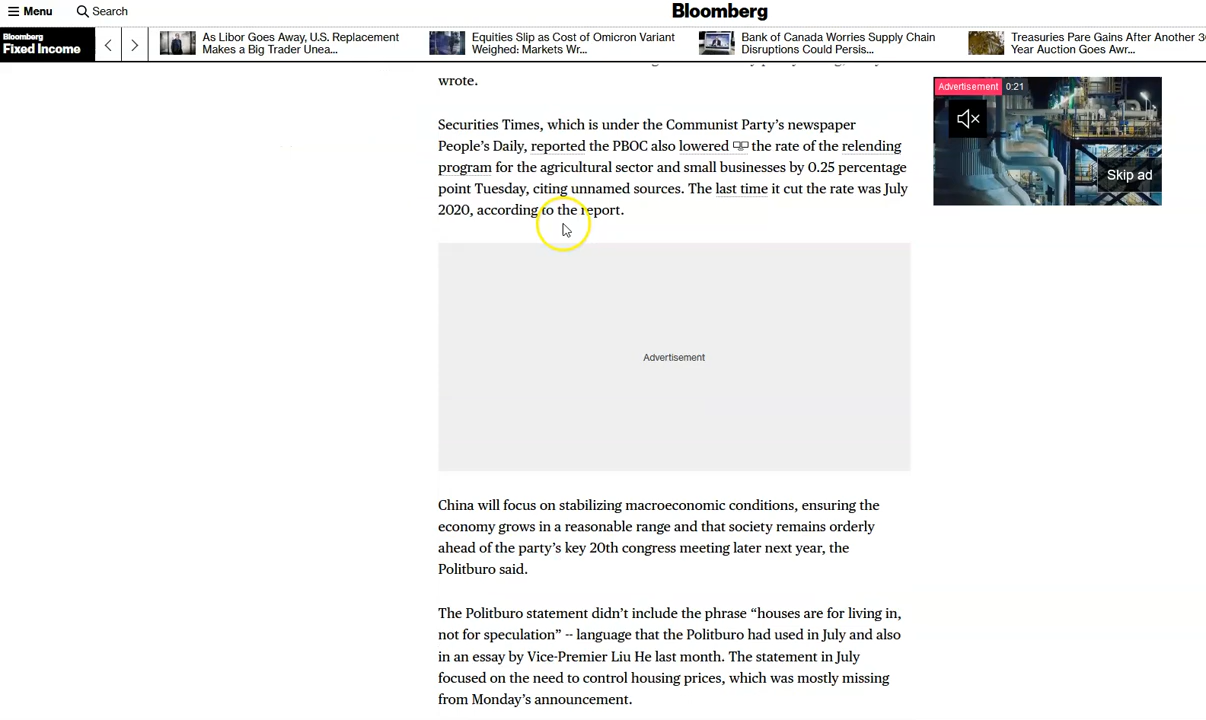 Menu
Search
Bloomberg
Bloomberg
Fixed Income
As Libor Goes Away, U.S. Replacement
Makes a Big Trader Unea...
Equities Slip as Cost of Omicron Variant
Weighed: Markets Wr...
Bank of Canada Worries Supply Chain
Disruptions Could Persis...
Treasuries Pare Gains After Another 3
Year Auction Goes Awr...
wrote.
Advertisement 0:21
Skip ad
Securities Times, which is under the Communist Party’s newspaper
People’s Daily, reported the PBOC also lowered the rate of the relending
program for the agricultural sector and small businesses by 0.25 percentage
point Tuesday, citing unnamed sources. The last time it cut the rate was July
2020, according to the report.
Advertisement
China will focus on stabilizing macroeconomic conditions, ensuring the
economy grows in a reasonable range and that society remains orderly
ahead of the party’s key 20th congress meeting later next year, the
Politburo said.
The Politburo statement didn’t include the phrase “houses are for living in,
not for speculation” -- language that the Politburo had used in July and also
in an essay by Vice-Premier Liu He last month. The statement in July
focused on the need to control housing prices, which was mostly missing
from Monday’s announcement.